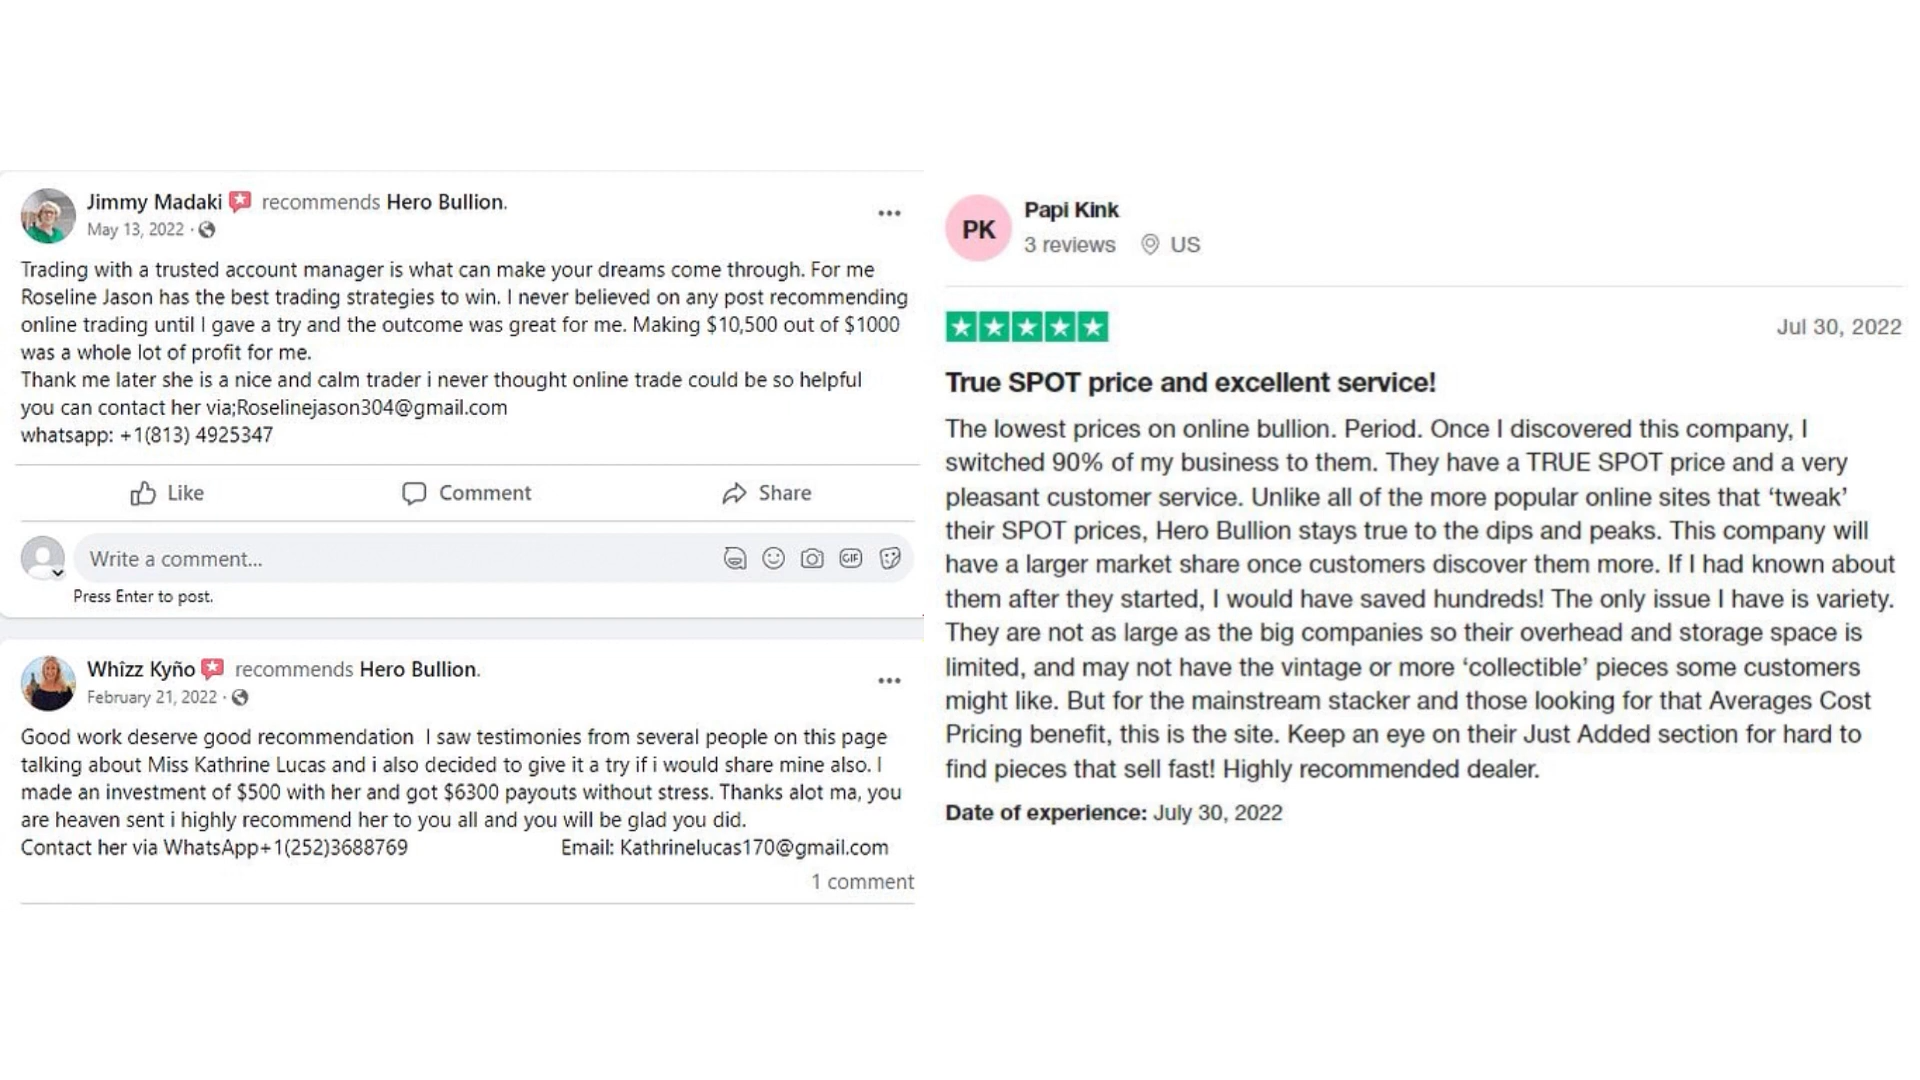 Jimmy Madaki recommends Hero Bullion.
May 13, 2022 ·
Trading with a trusted account manager is what can make your dreams come through. For me
Roseline Jason has the best trading strategies to win. I never believed on any post recommending
online trading until I gave a try and the outcome was great for me. Making $10,500 out of $1000
was a whole lot of profit for me.
Thank me later she is a nice and calm trader i never thought online trade could be so helpful
you can contact her via;Roselinejason304@gmail.com
whatsapp: +1(813) 4925347
Like Comment Share
Write a comment...
GIF
Press Enter to post.
Whîzz Kyño recommends Hero Bullion.
February 21, 2022 ·
Good work deserve good recommendation I saw testimonies from several people on this page
talking about Miss Kathrine Lucas and i also decided to give it a try if i would share mine also. I
made an investment of $500 with her and got $6300 payouts without stress. Thanks alot ma, you
are heaven sent i highly recommend her to you all and you will be glad you did.
Contact her via WhatsApp+1(252)3688769 Email: Kathrinelucas170@gmail.com
1 comment
PK
Papi Kink
3 reviews US
Jul 30, 2022
True SPOT price and excellent service!
The lowest prices on online bullion. Period. Once I discovered this company, I
switched 90% of my business to them. They have a TRUE SPOT price and a very
pleasant customer service. Unlike all of the more popular online sites that ‘tweak’
their SPOT prices, Hero Bullion stays true to the dips and peaks. This company will
have a larger market share once customers discover them more. If I had known about
them after they started, I would have saved hundreds! The only issue I have is variety.
They are not as large as the big companies so their overhead and storage space is
limited, and may not have the vintage or more ‘collectible’ pieces some customers
might like. But for the mainstream stacker and those looking for that Averages Cost
Pricing benefit, this is the site. Keep an eye on their Just Added section for hard to
find pieces that sell fast! Highly recommended dealer.
Date of experience: July 30, 2022